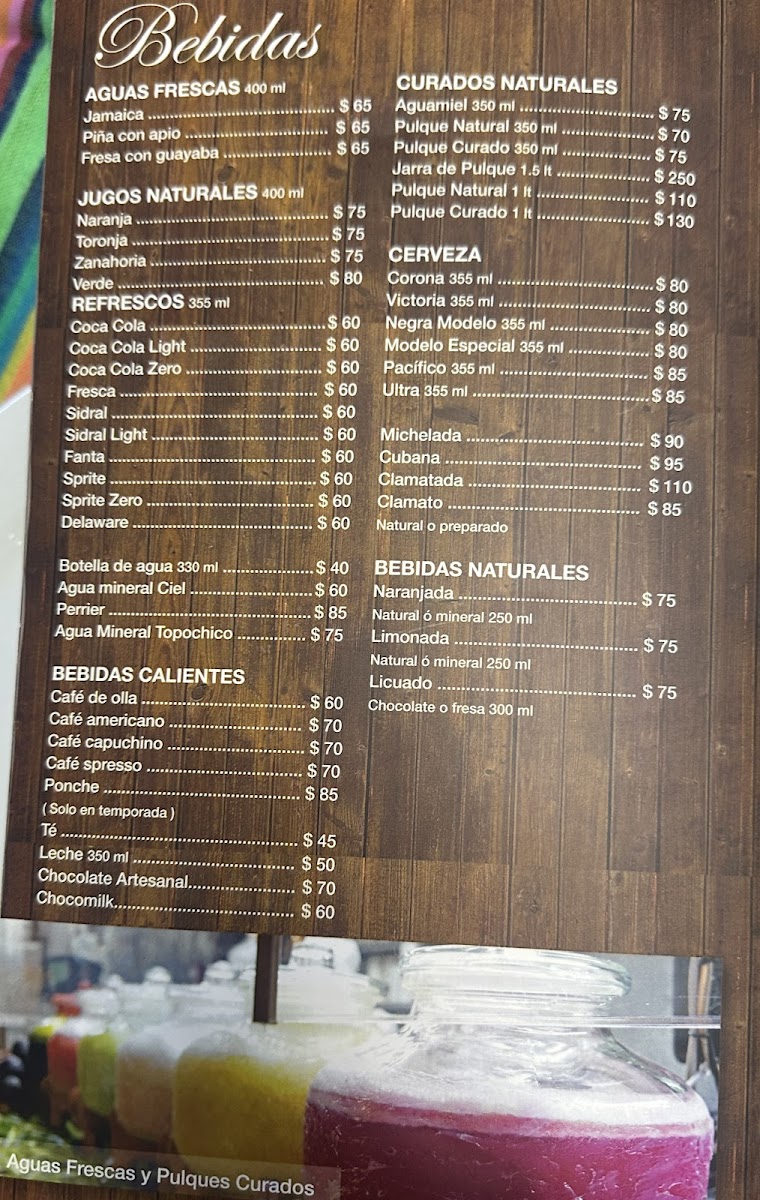 Bebidas
AGUAS FRESCAS 400 ml
Jamaica ........ $ 65
Piña con apio ........ $ 65
Fresa con guayaba ........ $ 65
JUGOS NATURALES 400 ml
Naranja ........ $ 75
Toronja ........ $ 75
Zanahoria ........ $ 75
Verde ........ $ 80
REFRESCOS 355 ml
Coca Cola ........ $ 60
Coca Cola Light ........ $ 60
Coca Cola Zero ........ $ 60
Fresca ........ $ 60
Sidral ........ $ 60
Sidral Light ........ $ 60
Fanta ........ $ 60
Sprite ........ $ 60
Sprite Zero ........ $ 60
Delaware ........ $ 60
Botella de agua 330 ml ........ $ 40
Agua mineral Ciel ........ $ 60
Perrier ........ $ 85
Agua Mineral Topochico ........ $ 75
BEBIDAS CALIENTES
Café de olla ........ $ 60
Café americano ........ $ 70
Café capuchino ........ $ 70
Café spresso ........ $ 70
Ponche ........ $ 85
( Solo en temporada )
Té ........ $ 45
Leche 350 ml ........ $ 50
Chocolate Artesanal ........ $ 70
Chocomilk ........ $ 60
CURADOS NATURALES
Aguamiel 350 ml ........ $ 75
Pulque Natural 350 ml ........ $ 70
Pulque Curado 350 ml ........ $ 75
Jarra de Pulque 1.5 lt ........ $ 250
Pulque Natural 1 lt ........ $ 110
Pulque Curado 1 lt ........ $ 130
CERVEZA
Corona 355 ml ........ $ 80
Victoria 355 ml ........ $ 80
Negra Modelo 355 ml ........ $ 80
Modelo Especial 355 ml ........ $ 80
Pacífico 355 ml ........ $ 85
Ultra 355 ml ........ $ 85
Michelada ........ $ 90
Cubana ........ $ 95
Clamatada ........ $ 110
Clamato ........ $ 85
Natural o preparado
BEBIDAS NATURALES
Naranjada ........ $ 75
Natural ó mineral 250 ml
Limonada ........ $ 75
Natural ó mineral 250 ml
Licuado ........ $ 75
Chocolate o fresa 300 ml
Aguas Frescas y Pulques Curados